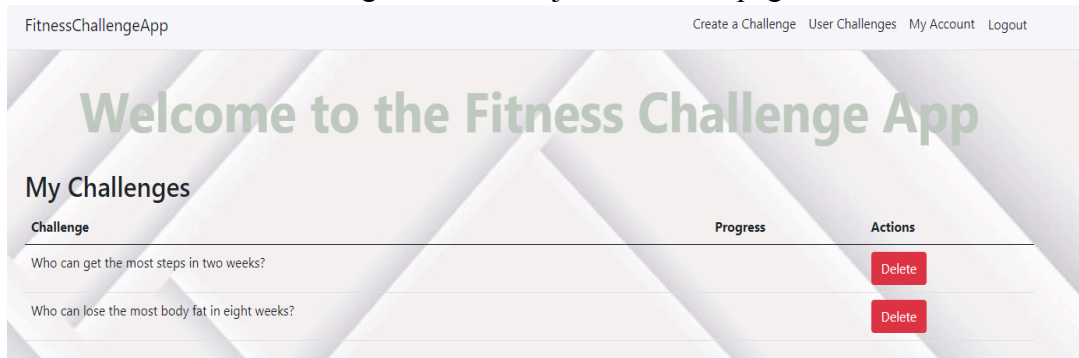 FitnessChallengeApp Create a Challenge User Challenges My Account Logout
Welcome to the Fitness Challenge App
My Challenges
Challenge Progress Actions
Who can get the most steps in two weeks? Delete
Who can lose the most body fat in eight weeks? Delete